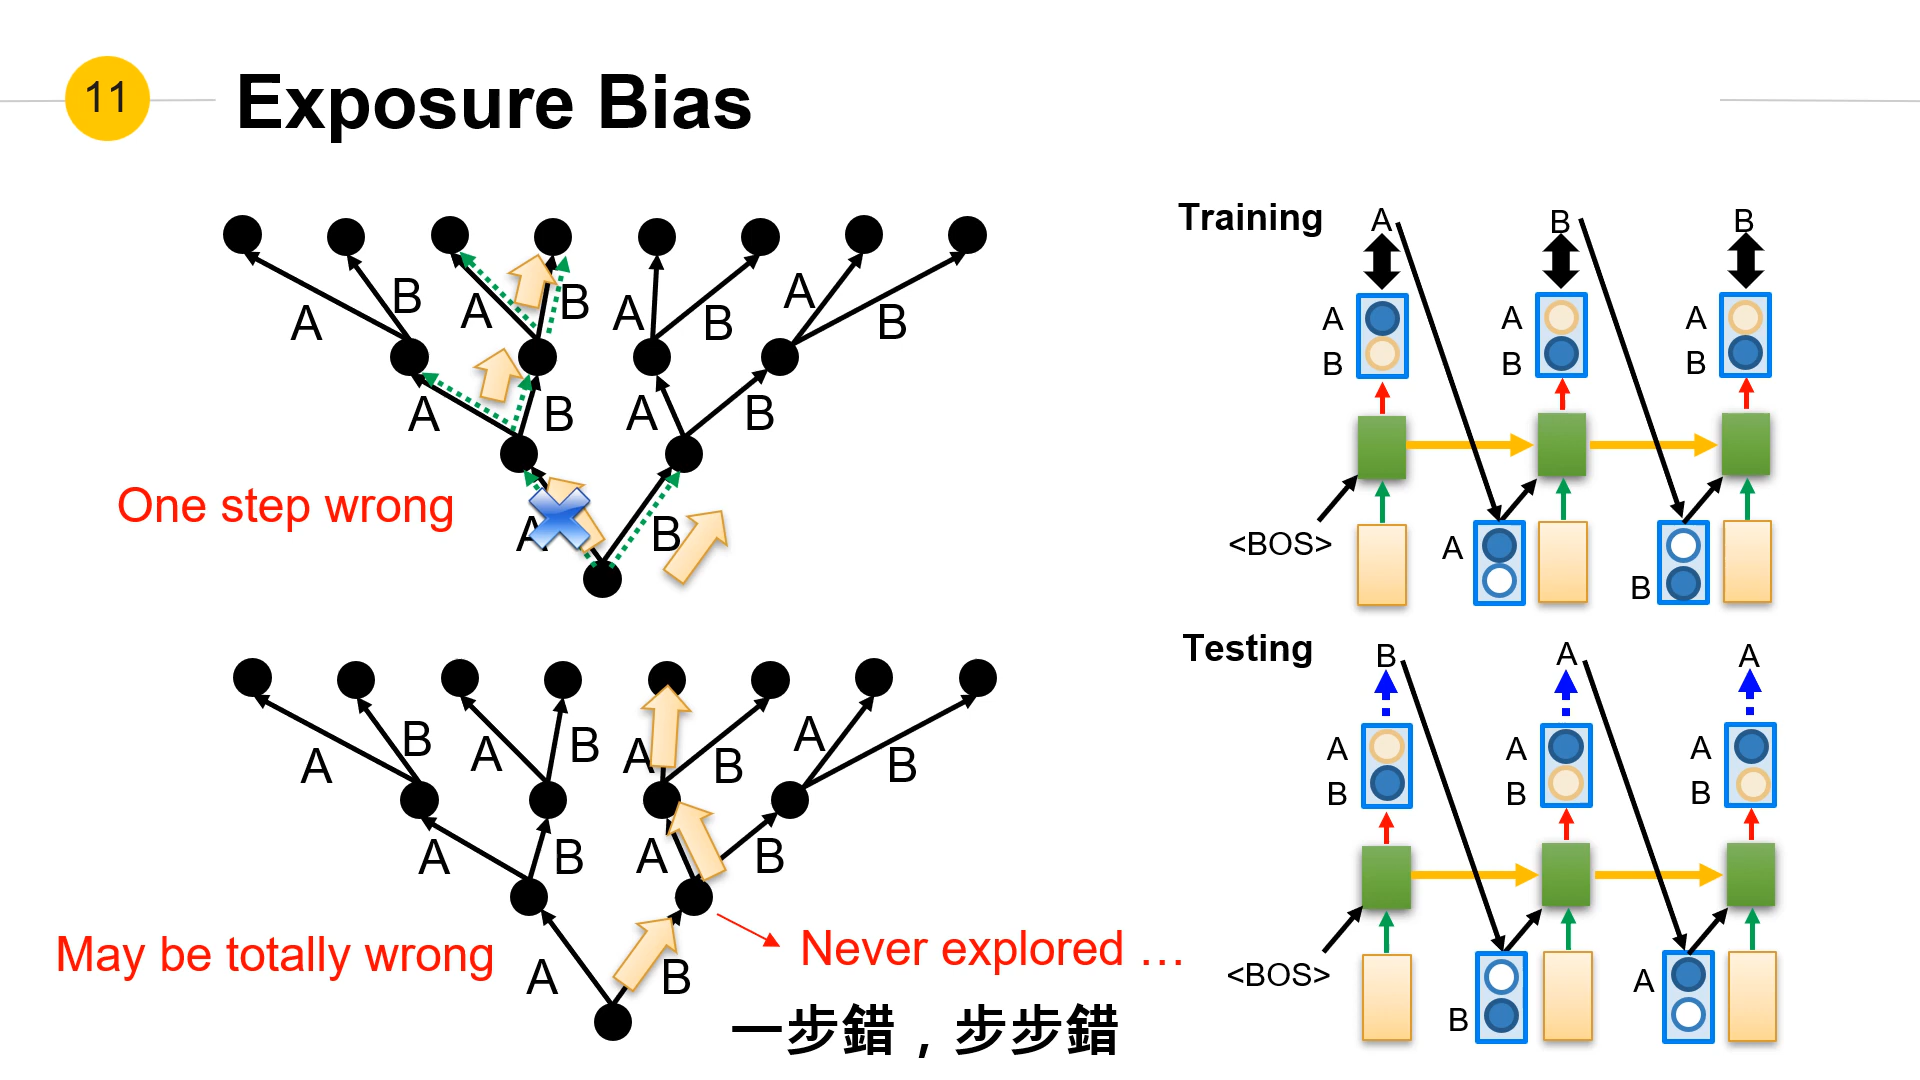 11
Exposure Bias
A B A B A B A B
A B A B
A B
One step wrong
A B A B A B A B
A B A B
A B
May be totally wrong
Never explored …
一步錯，步步錯
Training
A B B
A A A
B B B
<BOS>
A
B
Testing
B A A
A A A
B B B
<BOS>
B
A